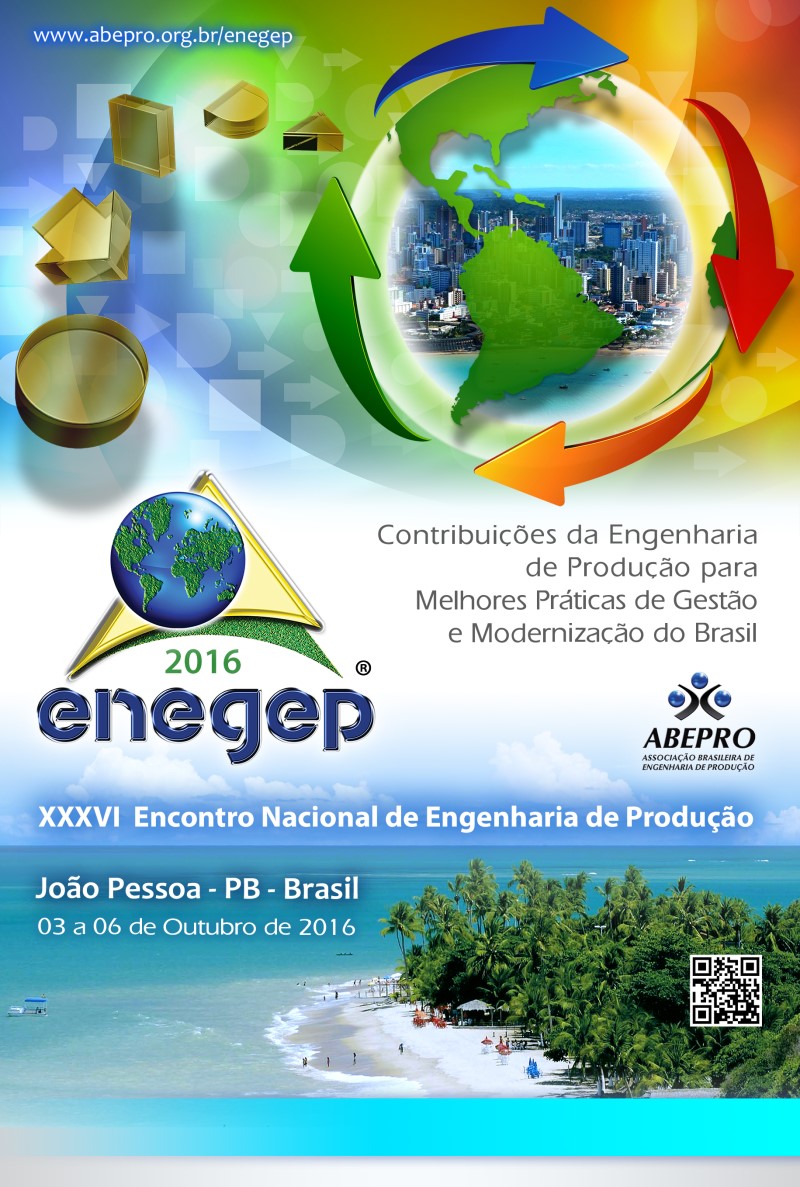 www.abepro.org.br/enegep
Contribuições da Engenharia
de Produção para
Melhores Práticas de Gestão
e Modernização do Brasil
2016
®
enegep
ABEPRO
ASSOCIAÇÃO BRASILEIRA DE
ENGENHARIA DE PRODUÇÃO
XXXVI Encontro Nacional de Engenharia de Produção
João Pessoa - PB - Brasil
03 a 06 de Outubro de 2016